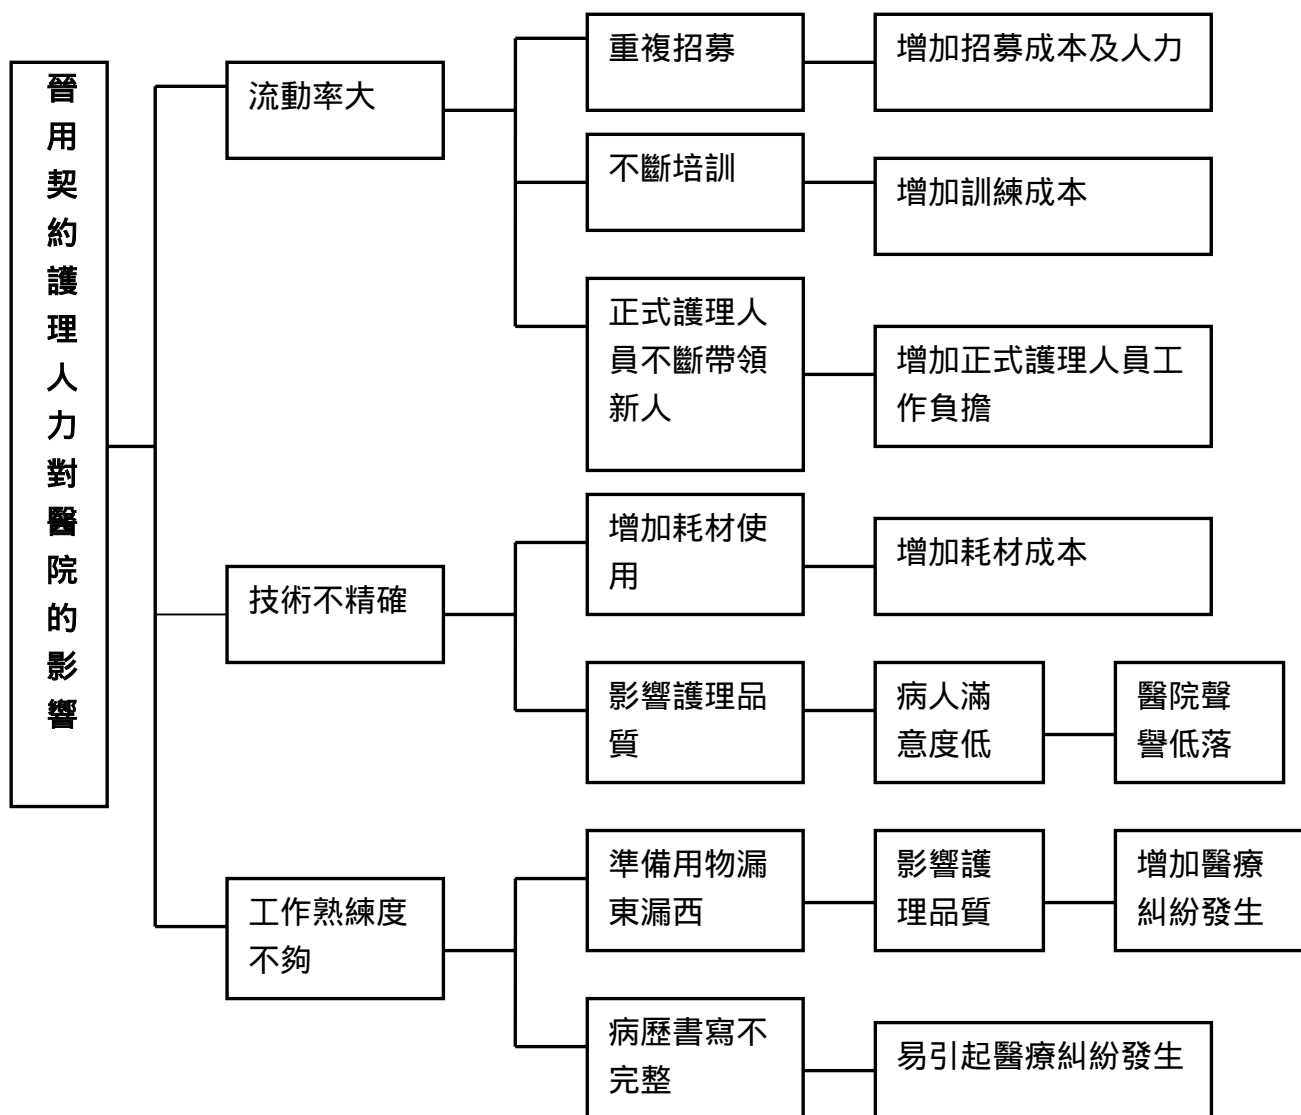 晉用契約護理人力對醫院的影響
流動率大
重複招募
增加招募成本及人力
不斷培訓
增加訓練成本
正式護理人
員不斷帶領
新人
增加正式護理人員工
作負擔
技術不精確
增加耗材使
用
增加耗材成本
影響護理品
質
病人滿
意度低
醫院聲
譽低落
工作熟練度
不夠
準備用物漏
東漏西
影響護
理品質
增加醫療
糾紛發生
病歷書寫不
完整
易引起醫療糾紛發生